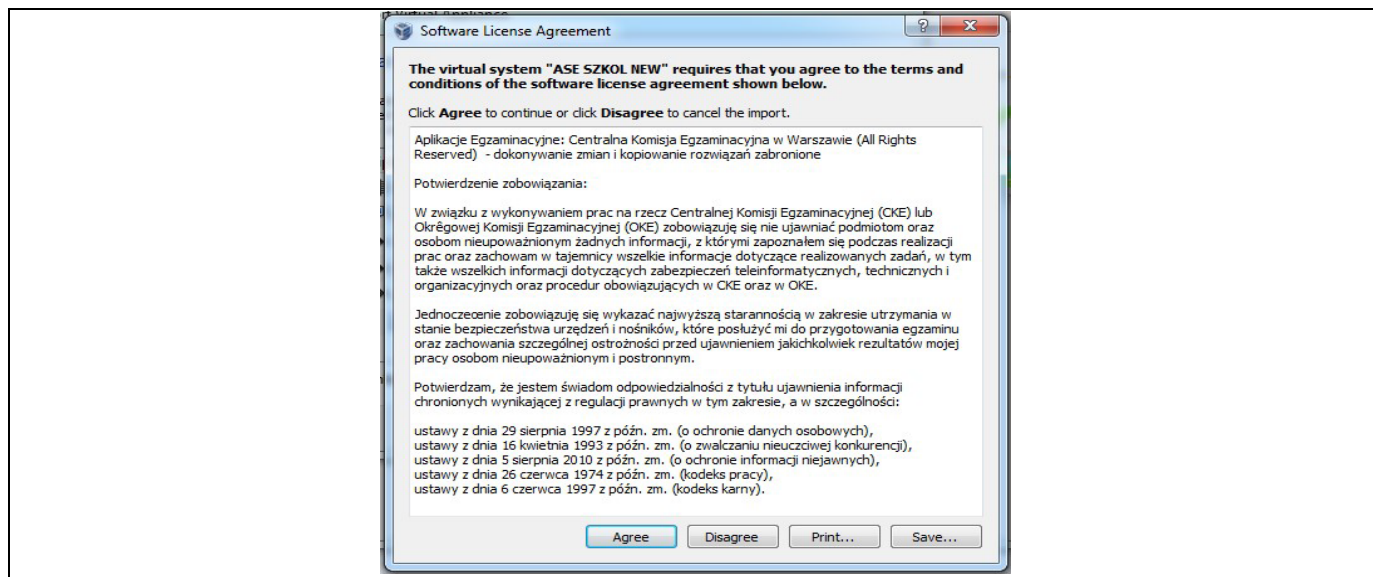 rt Virtual Appliance
Software License Agreement
The virtual system "ASE SZKOL NEW" requires that you agree to the terms and
conditions of the software license agreement shown below.
Click Agree to continue or click Disagree to cancel the import.
Aplikacje Egzaminacyjne: Centralna Komisja Egzaminacyjna w Warszawie (All Rights
Reserved)  - dokonywanie zmian i kopiowanie rozwiązań zabronione
Potwierdzenie zobowiązania:
W związku z wykonywaniem prac na rzecz Centralnej Komisji Egzaminacyjnej (CKE) lub
Okrêgowej Komisji Egzaminacyjnej (OKE) zobowiązuję się nie ujawniać podmiotom oraz
osobom nieupoważnionym żadnych informacji, z którymi zapoznałem się podczas realizacji
prac oraz zachowam w tajemnicy wszelkie informacje dotyczące realizowanych zadań, w tym
także wszelkich informacji dotyczących zabezpieczeń teleinformatycznych, technicznych i
organizacyjnych oraz procedur obowiązujących w CKE oraz w OKE.
Jednoczeœnie zobowiązuję się wykazać najwyższą starannością w zakresie utrzymania w
stanie bezpieczeństwa urządzeń i nośników, które posłużyć mi do przygotowania egzaminu
oraz zachowania szczególnej ostrożności przed ujawnieniem jakichkolwiek rezultatów mojej
pracy osobom nieupoważnionym i postronnym.
Potwierdzam, że jestem świadom odpowiedzialności z tytułu ujawnienia informacji
chronionych wynikającej z regulacji prawnych w tym zakresie, a w szczególności:
ustawy z dnia 29 sierpnia 1997 z późn. zm. (o ochronie danych osobowych),
ustawy z dnia 16 kwietnia 1993 z późn. zm. (o zwalczaniu nieuczciwej konkurencji),
ustawy z dnia 5 sierpnia 2010 z późn. zm. (o ochronie informacji niejawnych),
ustawy z dnia 26 czerwca 1974 z późn. zm. (kodeks pracy),
ustawy z dnia 6 czerwca 1997 z późn. zm. (kodeks karny).
Agree Disagree Print... Save...